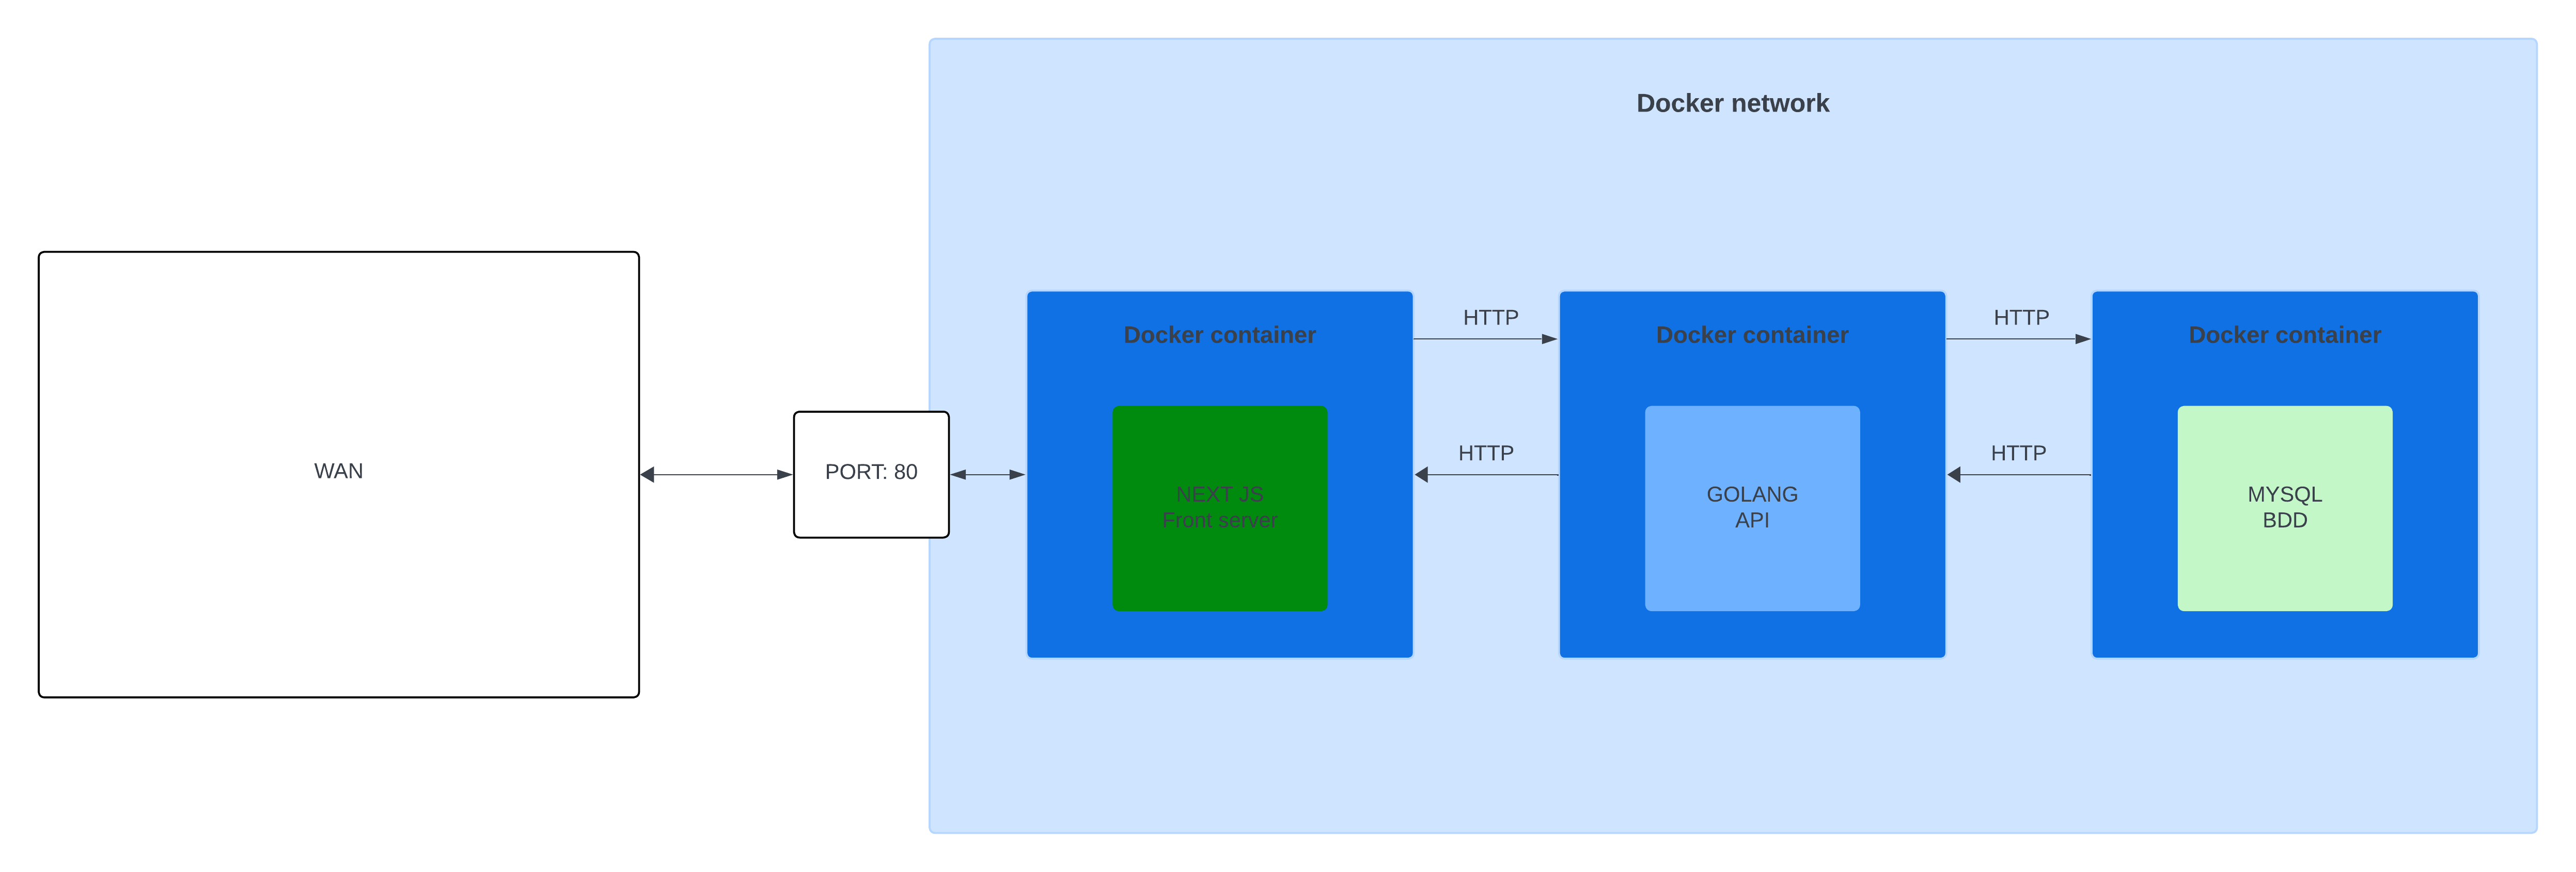 Docker network
WAN
PORT: 80
Docker container
NEXT JS
Front server
HTTP
HTTP
Docker container
GOLANG
API
HTTP
HTTP
Docker container
MYSQL
BDD